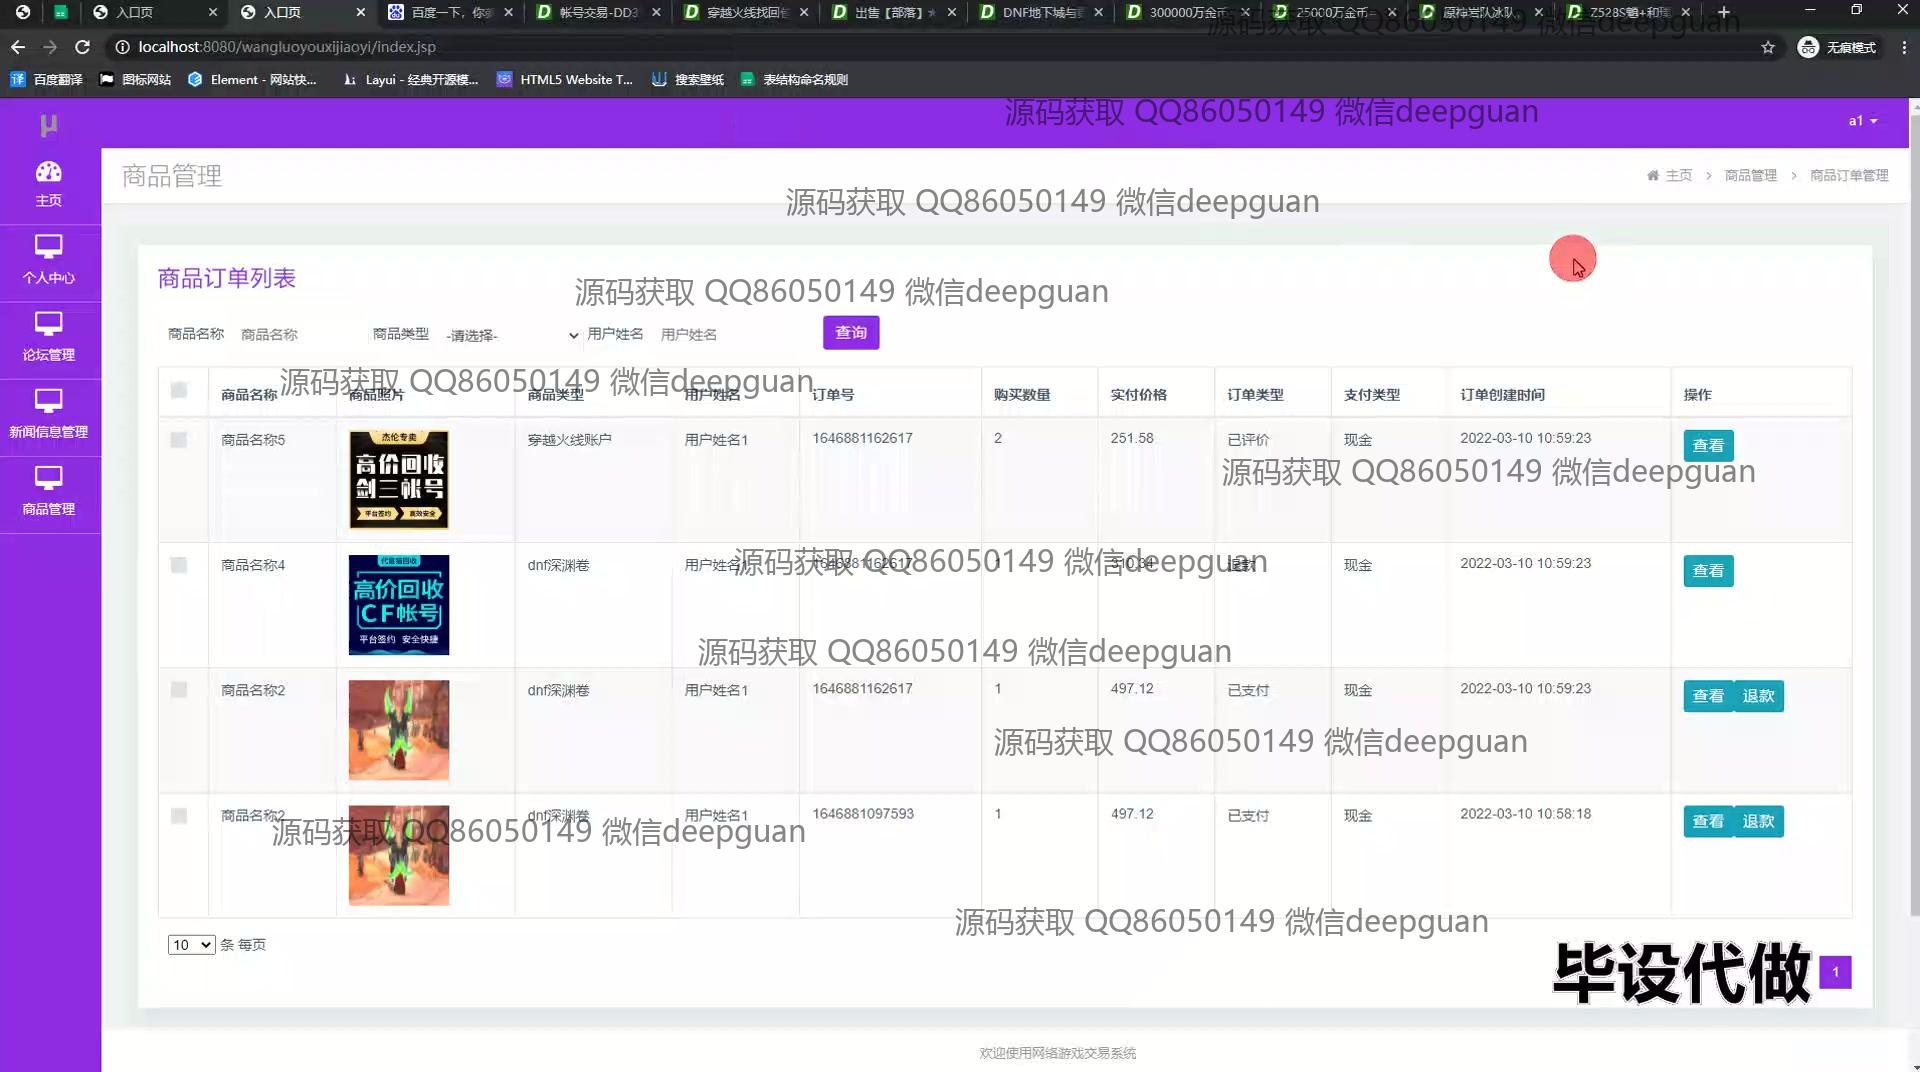 入口页
入口页
百度一下，你
帐号交易-DD3
穿越火线找回
出售【部落】
DNF地下城与
300000万金币
25000万金币
原神岩队冰队
Z528S鳃+和
localhost:8080/wangluoyouxijiaoyi/index.jsp
无痕模式
百度翻译
图标网站
Element - 网站快...
Layui - 经典开源模...
HTML5 Website T...
搜索壁纸
表结构命名规则
源码获取 QQ86050149 微信deepguan
源码获取 QQ86050149 微信deepguan
a1
主页
个人中心
论坛管理
新闻信息管理
商品管理
商品管理
主页 > 商品管理 > 商品订单管理
源码获取 QQ86050149 微信deepguan
商品订单列表
源码获取 QQ86050149 微信deepguan
商品名称 商品名称 商品类型 -请选择- 用户姓名 用户姓名 查询
源码获取 QQ86050149 微信deepguan
商品名称 商品照片 商品类型 用户姓名 订单号 购买数量 实付价格 订单类型 支付类型 订单创建时间 操作
商品名称5 穿越火线账户 用户姓名1 1646881162617 2 251.58 已评价 现金 2022-03-10 10:59:23 查看
杰伦专卖
高价回收
剑三帐号
平台签约 高效安全
源码获取 QQ86050149 微信deepguan
商品名称4 dnf深渊卷 用户姓名1 1646881162617 1 310.34 退款 现金 2022-03-10 10:59:23 查看
高价回收
CF帐号
平台签约 安全快捷
源码获取 QQ86050149 微信deepguan
源码获取 QQ86050149 微信deepguan
商品名称2 dnf深渊卷 用户姓名1 1646881162617 1 497.12 已支付 现金 2022-03-10 10:59:23 查看 退款
源码获取 QQ86050149 微信deepguan
商品名称2 dnf深渊卷 用户姓名1 1646881097593 1 497.12 已支付 现金 2022-03-10 10:58:18 查看 退款
源码获取 QQ86050149 微信deepguan
源码获取 QQ86050149 微信deepguan
10 条 每页
毕设代做
1
欢迎使用网络游戏交易系统